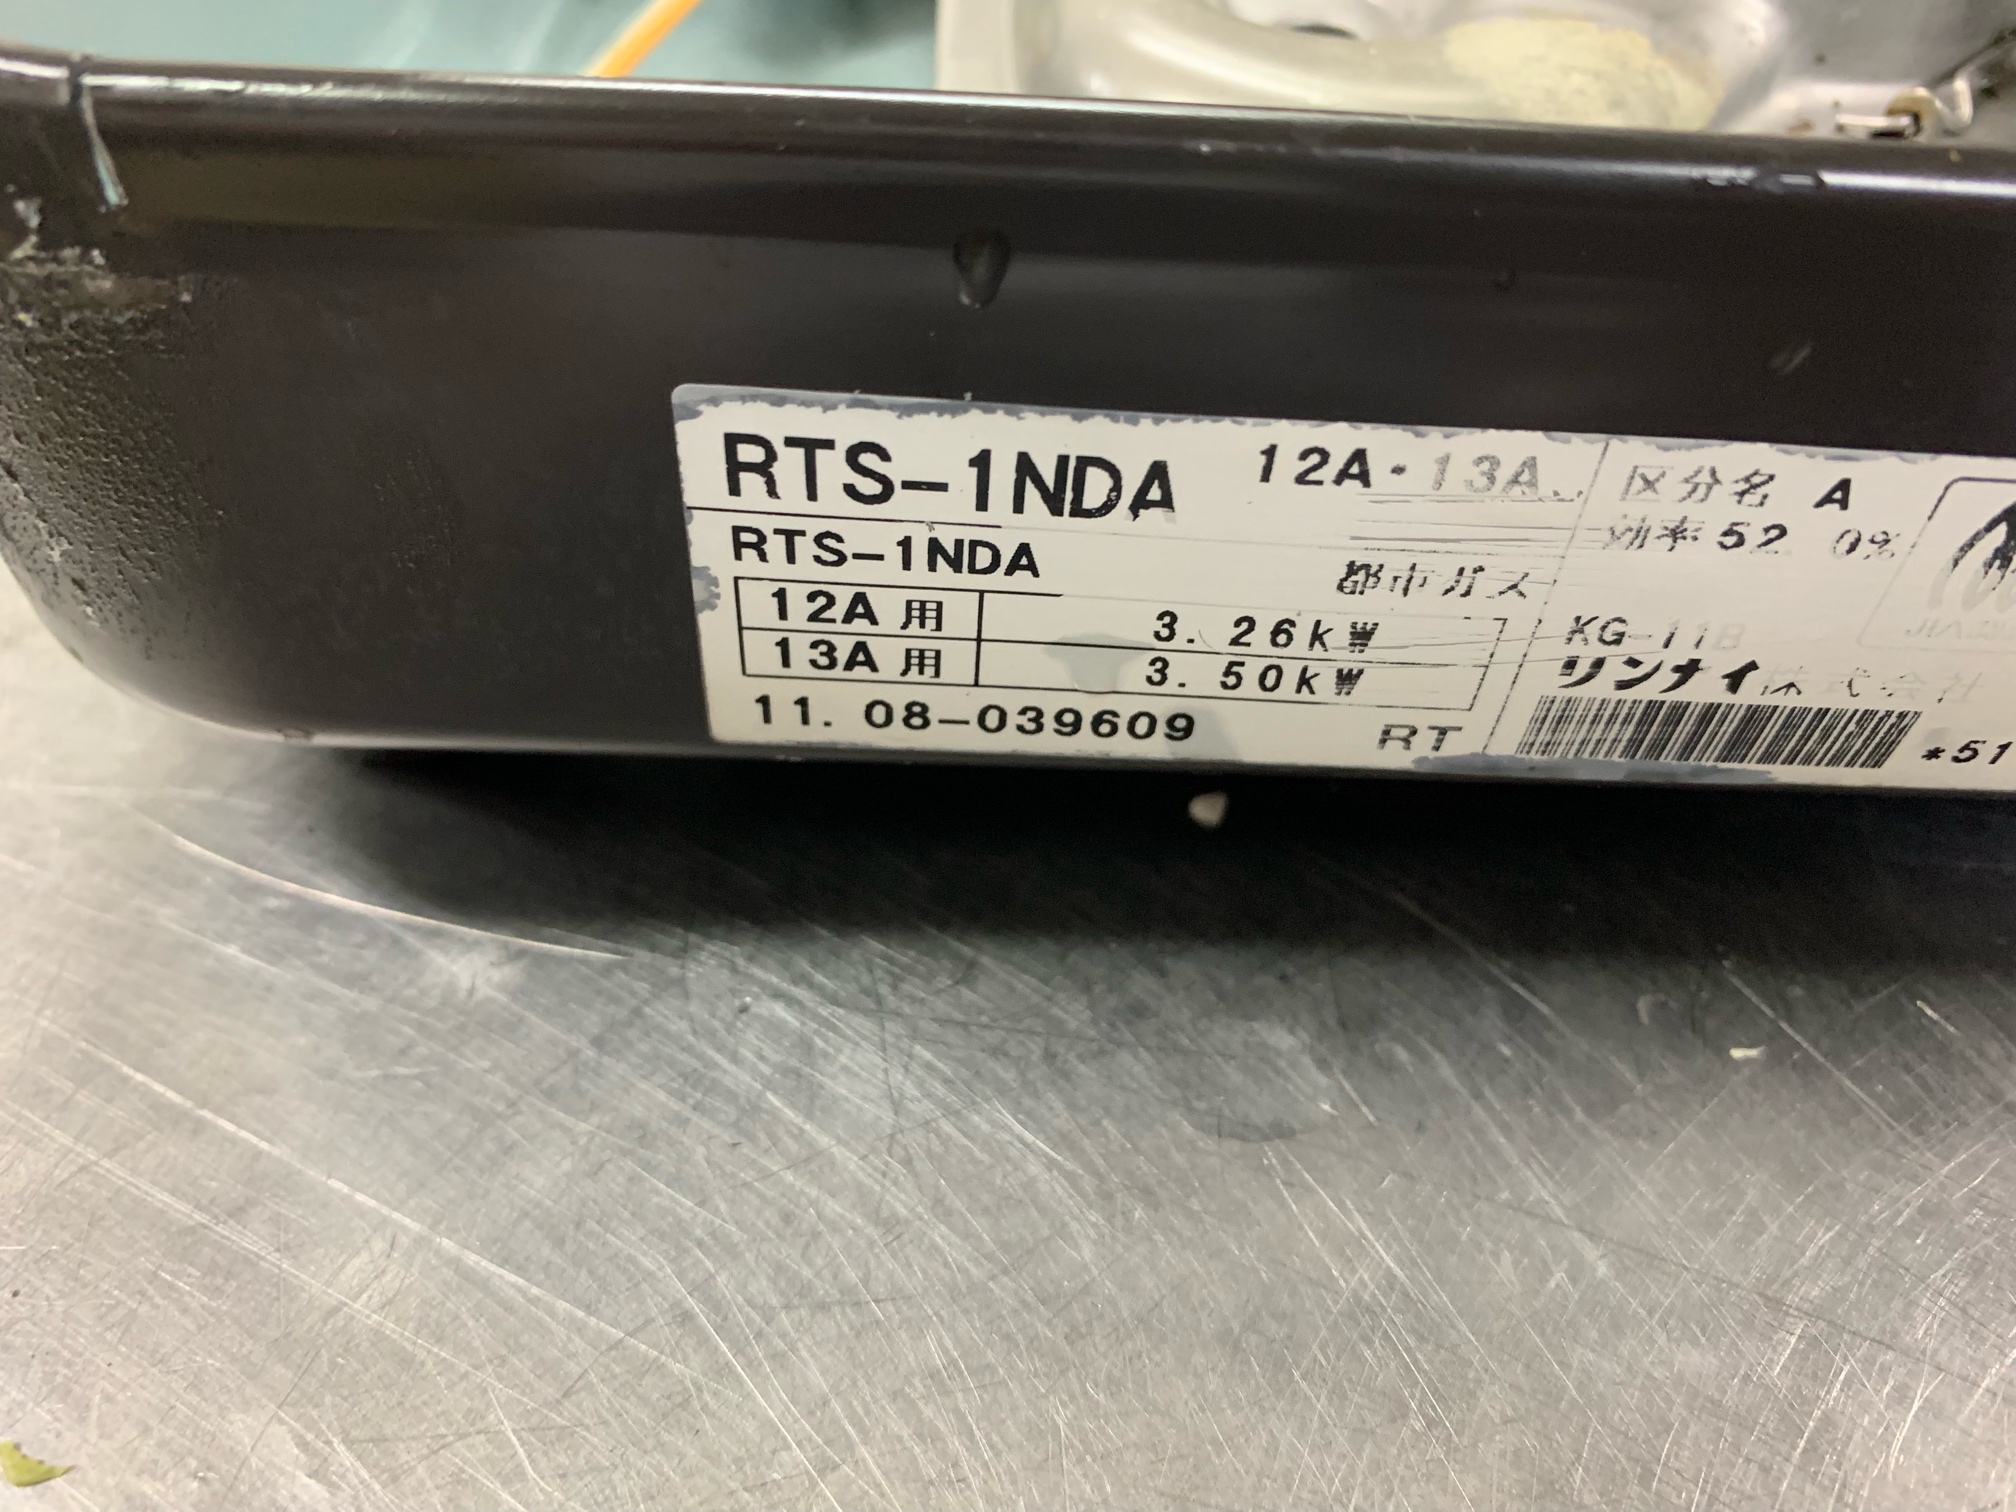 RTS-1NDA 12A・13A
RTS-1NDA
都市ガス
12A用 3.26kW
13A用 3.50kW
11.08-039609 RT
区分名 A
効率52.0%
KG-11B
リンナイ株式会社
*51